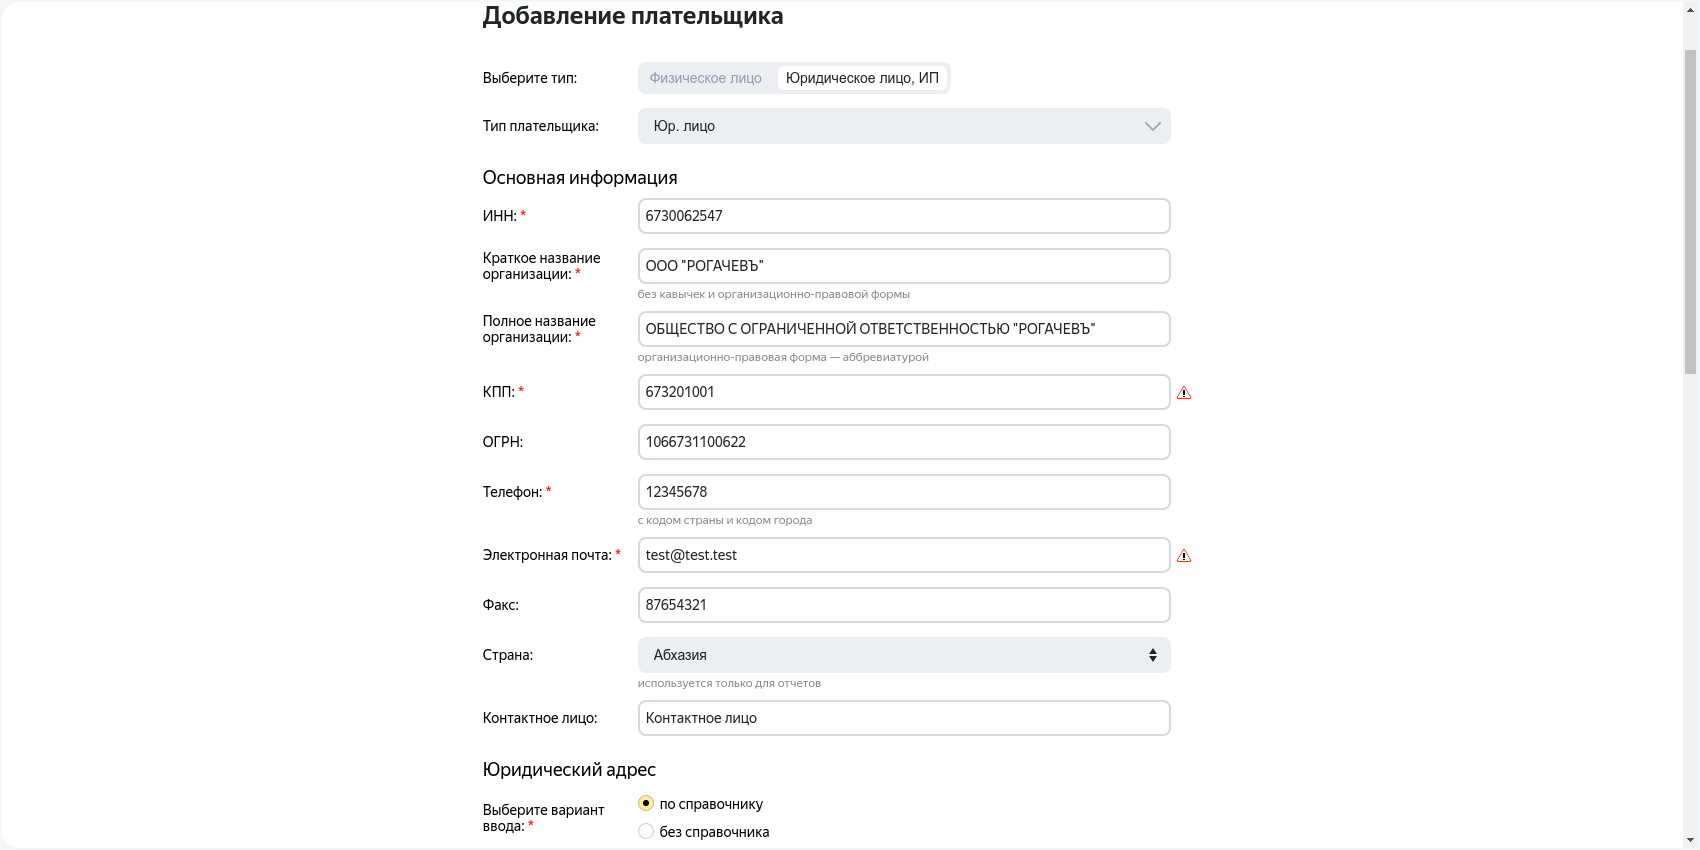 Добавление плательщика
Выберите тип:
Физическое лицо
Юридическое лицо, ИП
Тип плательщика:
Юр. лицо
Основная информация
ИНН: *
6730062547
Краткое название
организации: *
ООО "РОГАЧЕВЪ"
без кавычек и организационно-правовой формы
Полное название
организации: *
ОБЩЕСТВО С ОГРАНИЧЕННОЙ ОТВЕТСТВЕННОСТЬЮ "РОГАЧЕВЪ"
организационно-правовая форма — аббревиатурой
КПП: *
673201001
ОГРН:
1066731100622
Телефон: *
12345678
с кодом страны и кодом города
Электронная почта: *
test@test.test
Факс:
87654321
Страна:
Абхазия
используется только для отчетов
Контактное лицо:
Контактное лицо
Юридический адрес
Выберите вариант
ввода: *
по справочнику
без справочника